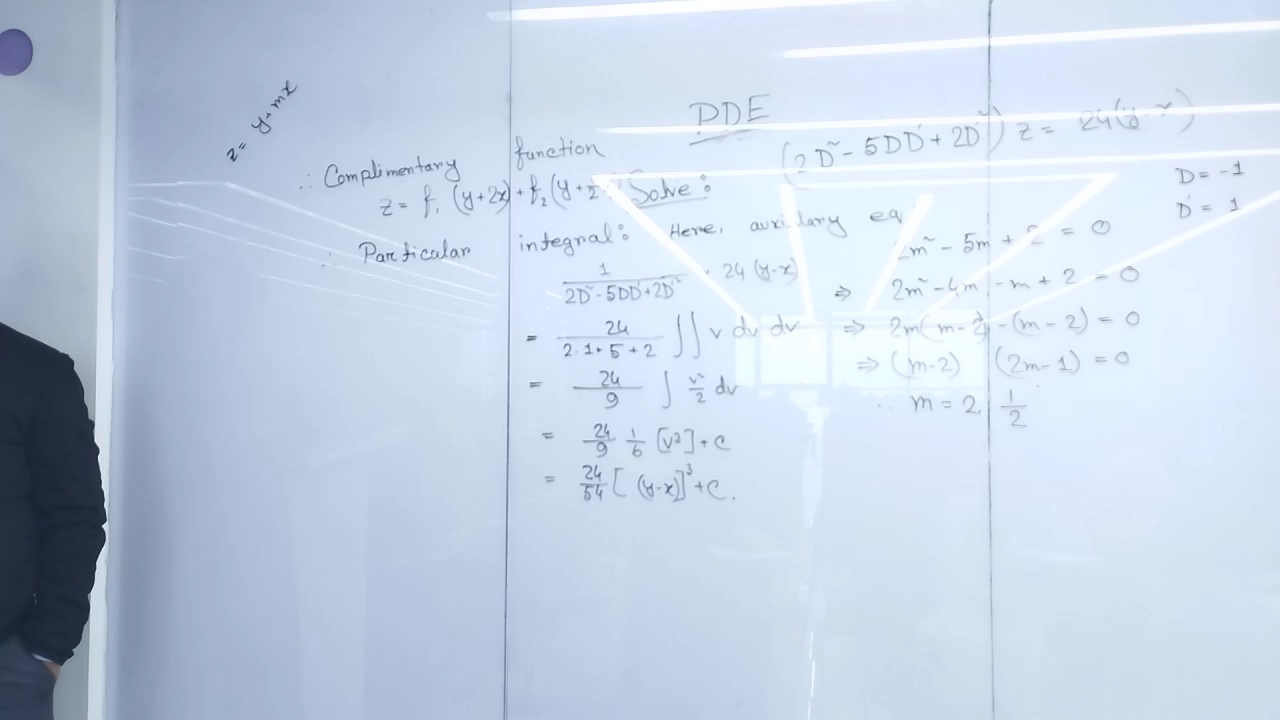 PDE
(2D² - 5DD' + 2D'²) z = 24(y-x)
D = -1
D' = 1
z = y+mx
∴ Complimentary function
z = f₁ (y+2x) + f₂ (y+
Solve:
Particular integral: Here, auxilary eq
2m² - 5m + 2 = 0
⇒ 2m² - 4m - m + 2 = 0
⇒ 2m(m-2) - (m-2) = 0
⇒ (m-2) (2m-1) = 0
∴ m = 2, 1/2
1/(2D² - 5DD' + 2D'²) · 24 (y-x)
= 24/(2.1+5+2) ∫∫ v dv dv
= 24/9 ∫ v²/2 dv
= 24/9 1/6 [v³] + c
= 24/54 [(y-x)]³ + C.